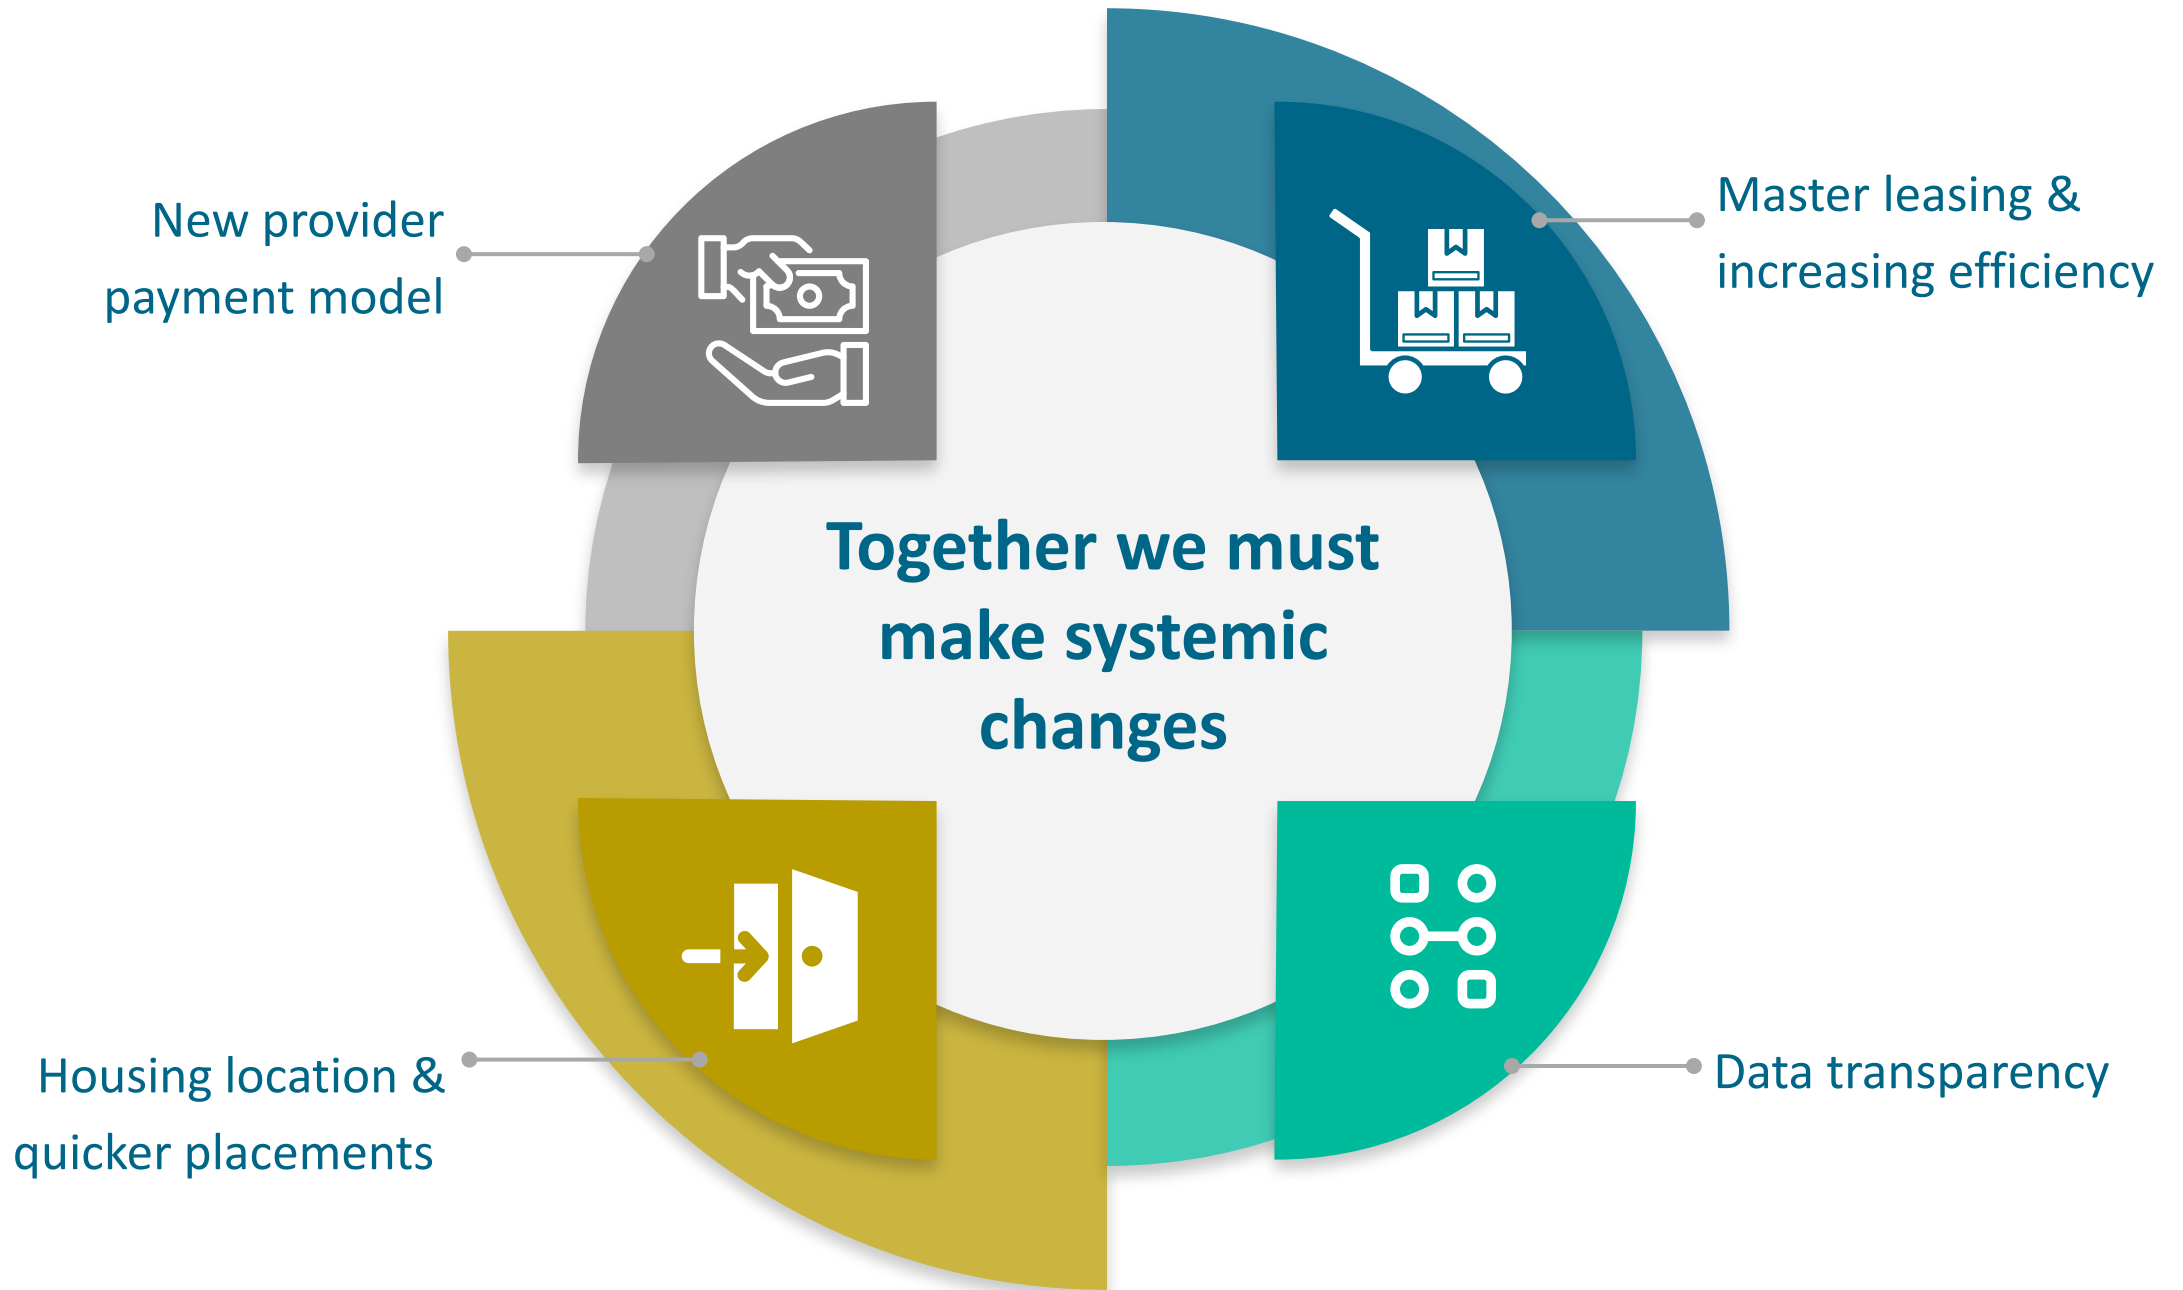 New provider
payment model
Master leasing &
increasing efficiency
Together we must
make systemic
changes
Housing location &
quicker placements
Data transparency